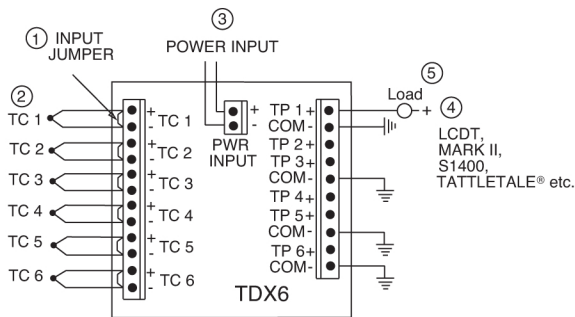 ③
① INPUT
JUMPER
POWER INPUT
② 
TC 1
TC 2
TC 3
TC 4
TC 5
TC 6
+ TC 1 -
+ TC 2 -
+ TC 3 -
+ TC 4 -
+ TC 5 -
+ TC 6 -
+
-
PWR
INPUT
TP 1+
COM-
TP 2+
TP 3+
COM-
TP 4+
TP 5+
COM-
TP 6+
COM-
TDX6
⑤
Load
+ ④
LCDT,
MARK II,
S1400,
TATTLETALE® etc.